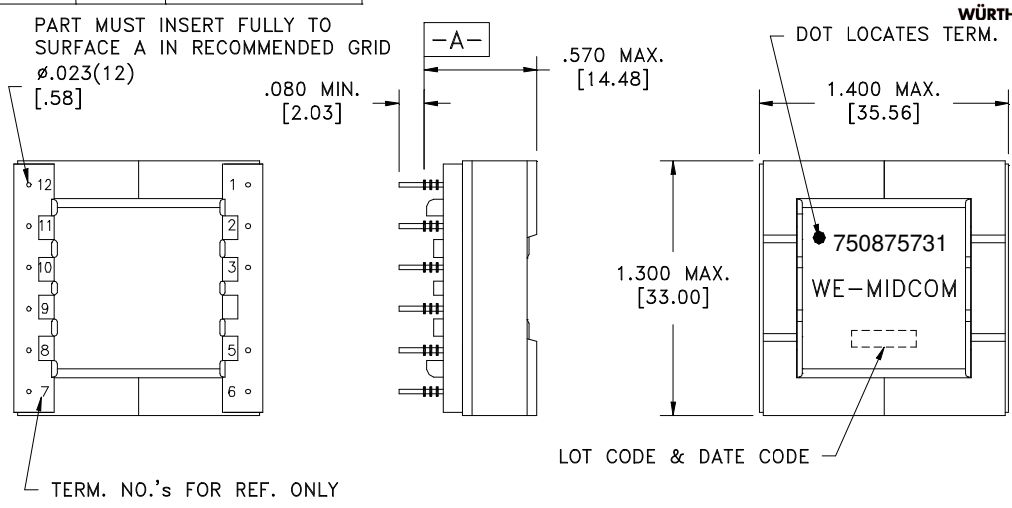 WÜRTH
PART MUST INSERT FULLY TO
SURFACE A IN RECOMMENDED GRID
ø.023(12)
[.58]
-A-
.080 MIN.
[2.03]
.570 MAX.
[14.48]
DOT LOCATES TERM.
1.400 MAX.
[35.56]
12
11
10
9
8
7
1
2
3
5
6
1.300 MAX.
[33.00]
750875731
WE-MIDCOM
LOT CODE & DATE CODE
TERM. NO.'s FOR REF. ONLY